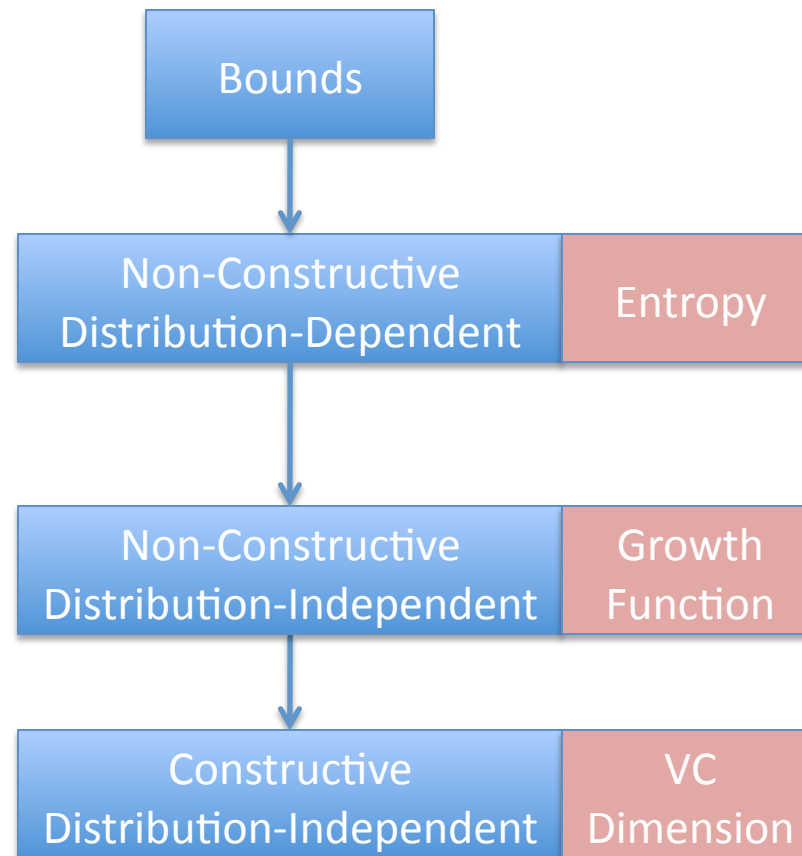 Bounds
Non-Constructive
Distribution-Dependent
Entropy
Non-Constructive
Distribution-Independent
Growth
Function
Constructive
Distribution-Independent
VC
Dimension